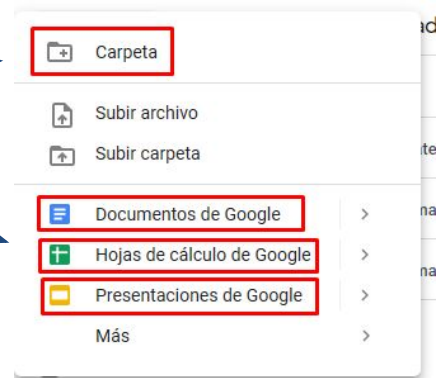 Carpeta
Subir archivo
Subir carpeta
Documentos de Google
Hojas de cálculo de Google
Presentaciones de Google
Más